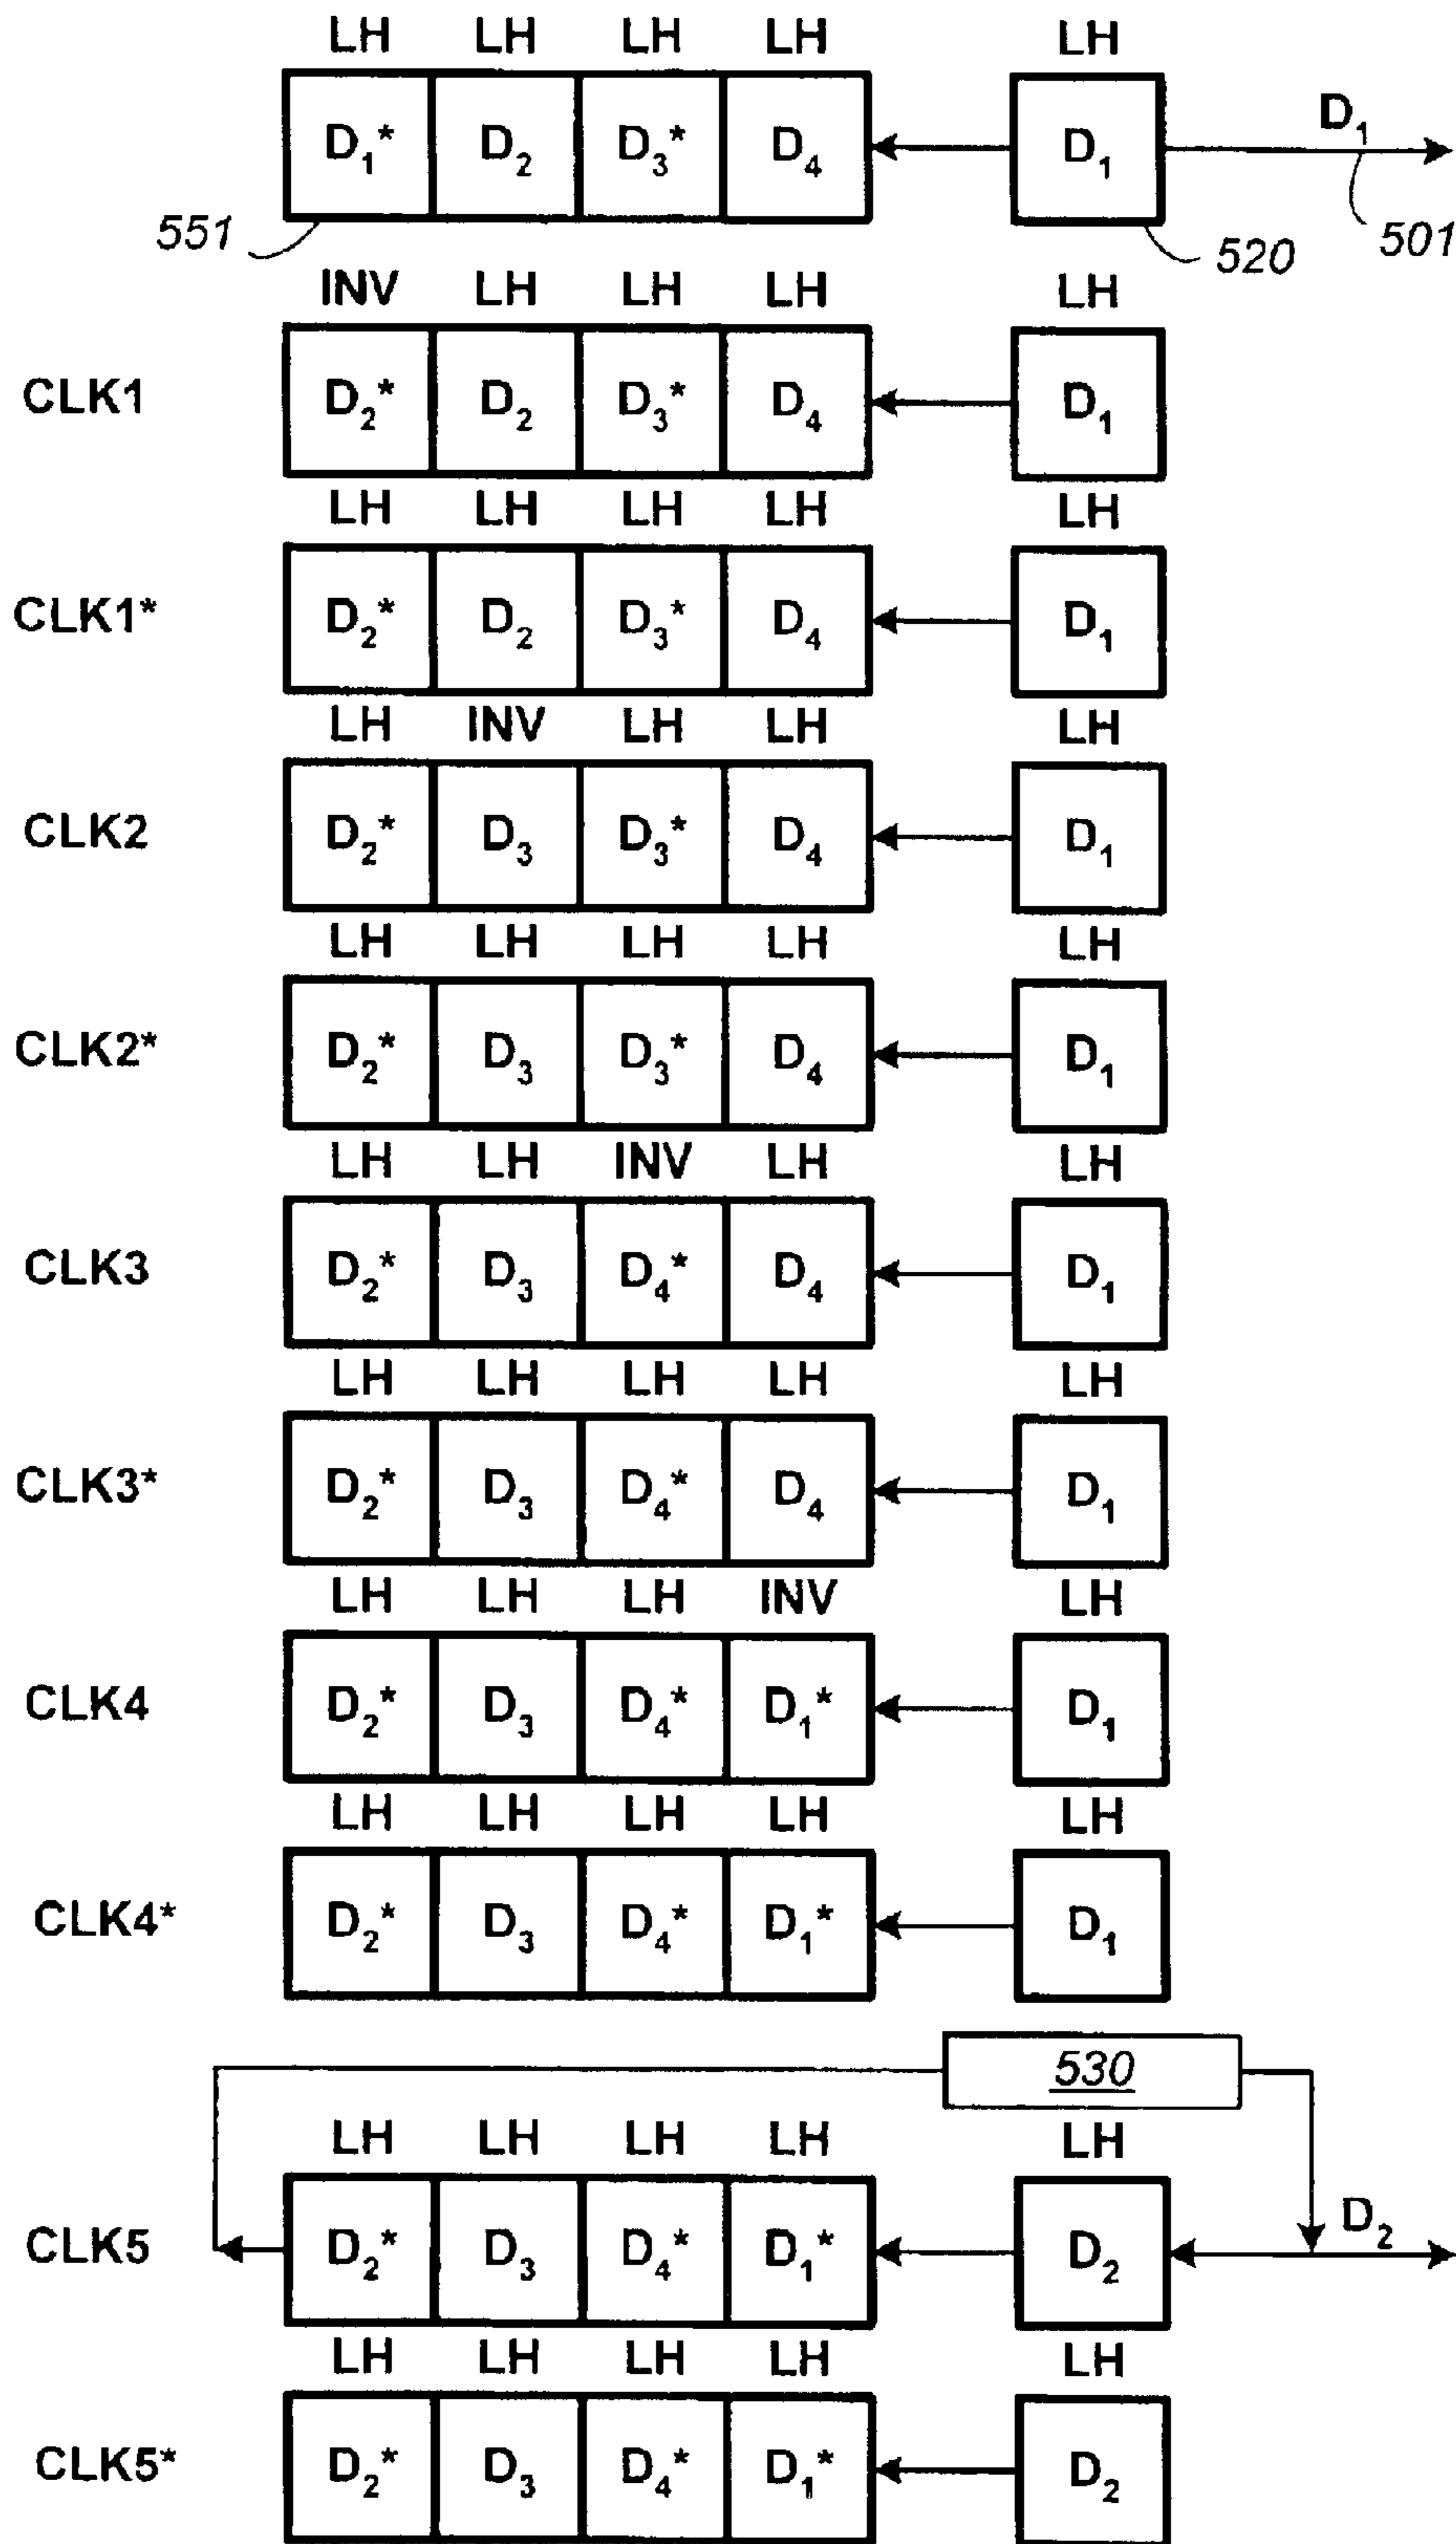 LH LH LH LH LH
D₁* D₂ D₃* D₄ D₁ D₁
551 520 501
INV LH LH LH LH
CLK1 D₂* D₂ D₃* D₄ D₁
LH LH LH LH LH
CLK1* D₂* D₂ D₃* D₄ D₁
LH INV LH LH LH
CLK2 D₂* D₃ D₃* D₄ D₁
LH LH LH LH LH
CLK2* D₂* D₃ D₃* D₄ D₁
LH LH INV LH LH
CLK3 D₂* D₃ D₄* D₄ D₁
LH LH LH LH LH
CLK3* D₂* D₃ D₄* D₄ D₁
LH LH LH INV LH
CLK4 D₂* D₃ D₄* D₁* D₁
LH LH LH LH LH
CLK4* D₂* D₃ D₄* D₁* D₁
530
LH LH LH LH LH
CLK5 D₂* D₃ D₄* D₁* D₂ D₂
LH LH LH LH LH
CLK5* D₂* D₃ D₄* D₁* D₂